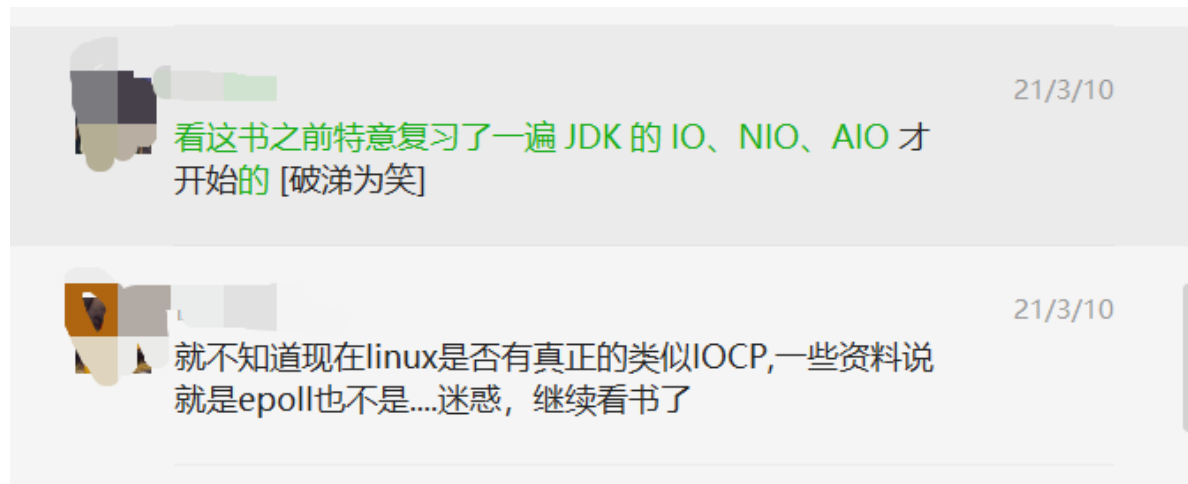 21/3/10
看这书之前特意复习了一遍 JDK 的 IO、NIO、AIO 才
开始的 [破涕为笑]
21/3/10
就不知道现在linux是否有真正的类似IOCP,一些资料说
就是epoll也不是....迷惑，继续看书了